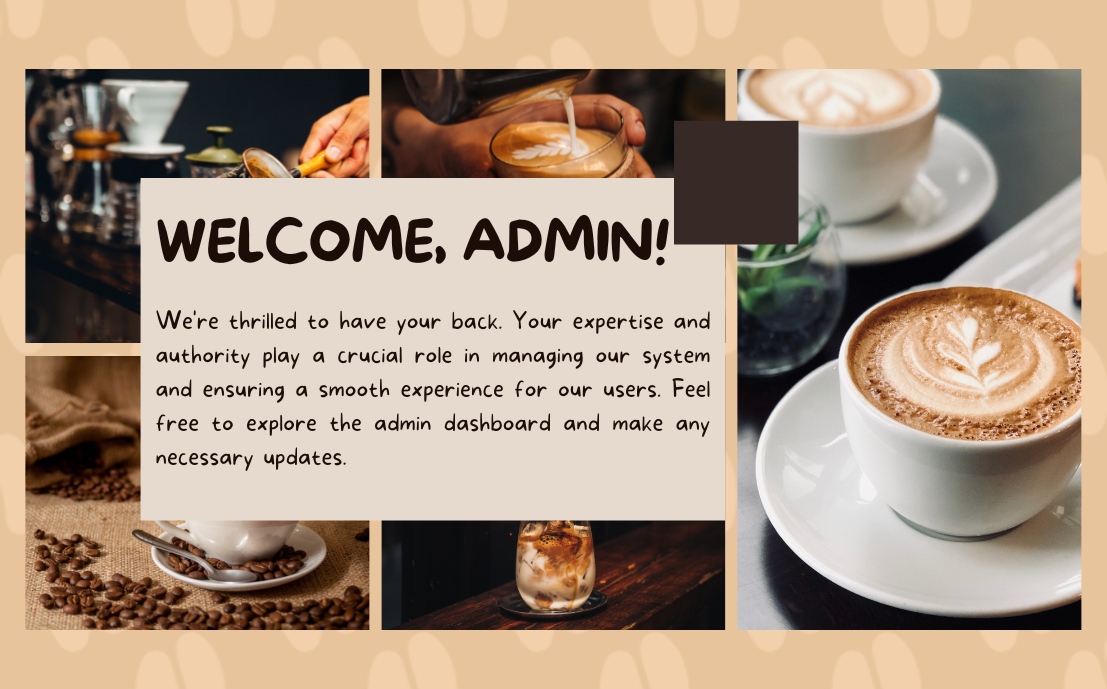 WELCOME, ADMIN!
We're thrilled to have your back. Your expertise and
authority play a crucial role in managing our system
and ensuring a smooth experience for our users. Feel
free to explore the admin dashboard and make any
necessary updates.